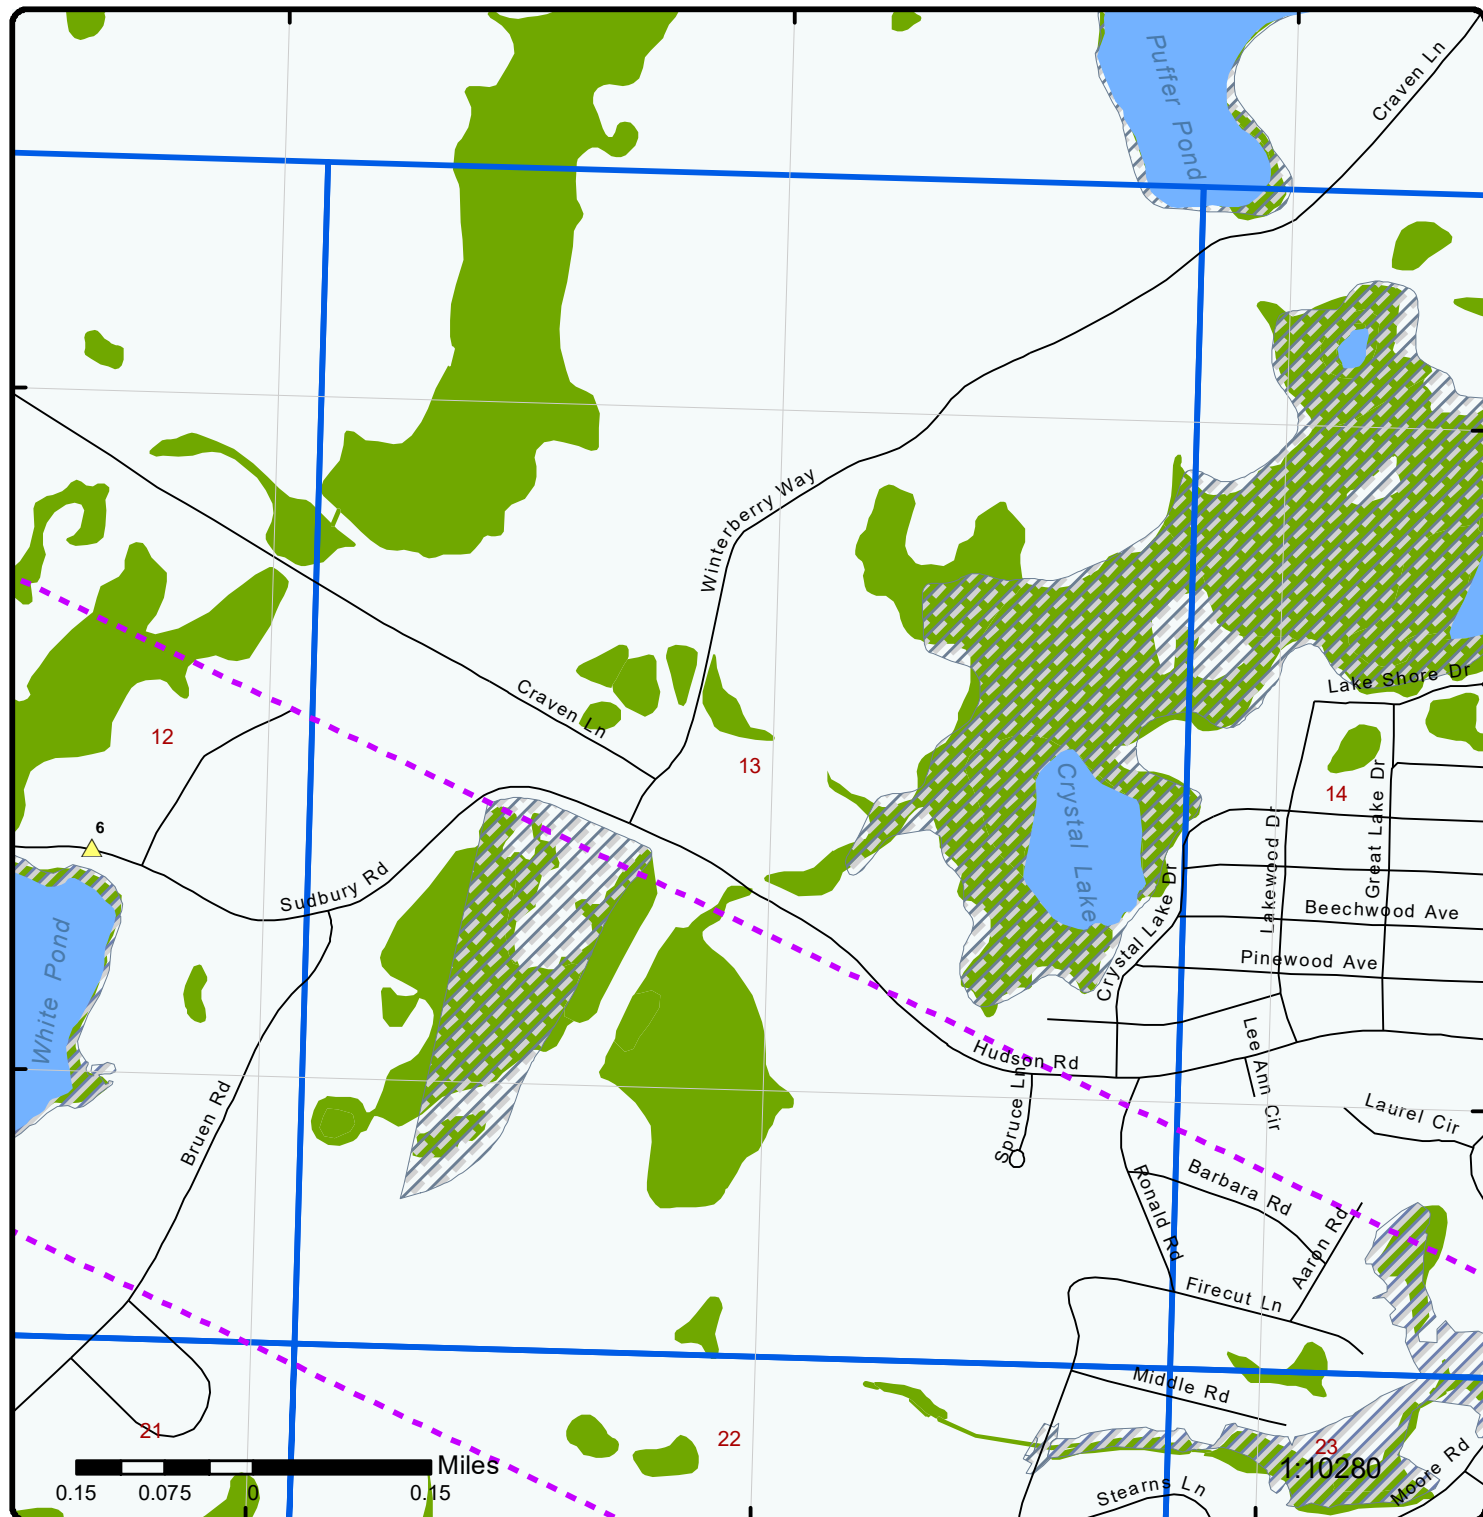 Puffer Pond
Craven Ln
Winterberry Way
Craven Ln
Lake Shore Dr
12
13
14
6
Crystal Lake
Great Lake Dr
Lakewood Dr
Crystal Lake Dr
Sudbury Rd
Beechwood Ave
Pinewood Ave
White Pond
Hudson Rd
Lee Ann Cir
Spruce Ln
Bruen Rd
Laurel Cir
Barbara Rd
Ronald Rd
Aaron Rd
Firecut Ln
Middle Rd
21
22
23
Miles
1:10280
0.15 0.075 0 0.15
Stearns Ln
Moore Rd